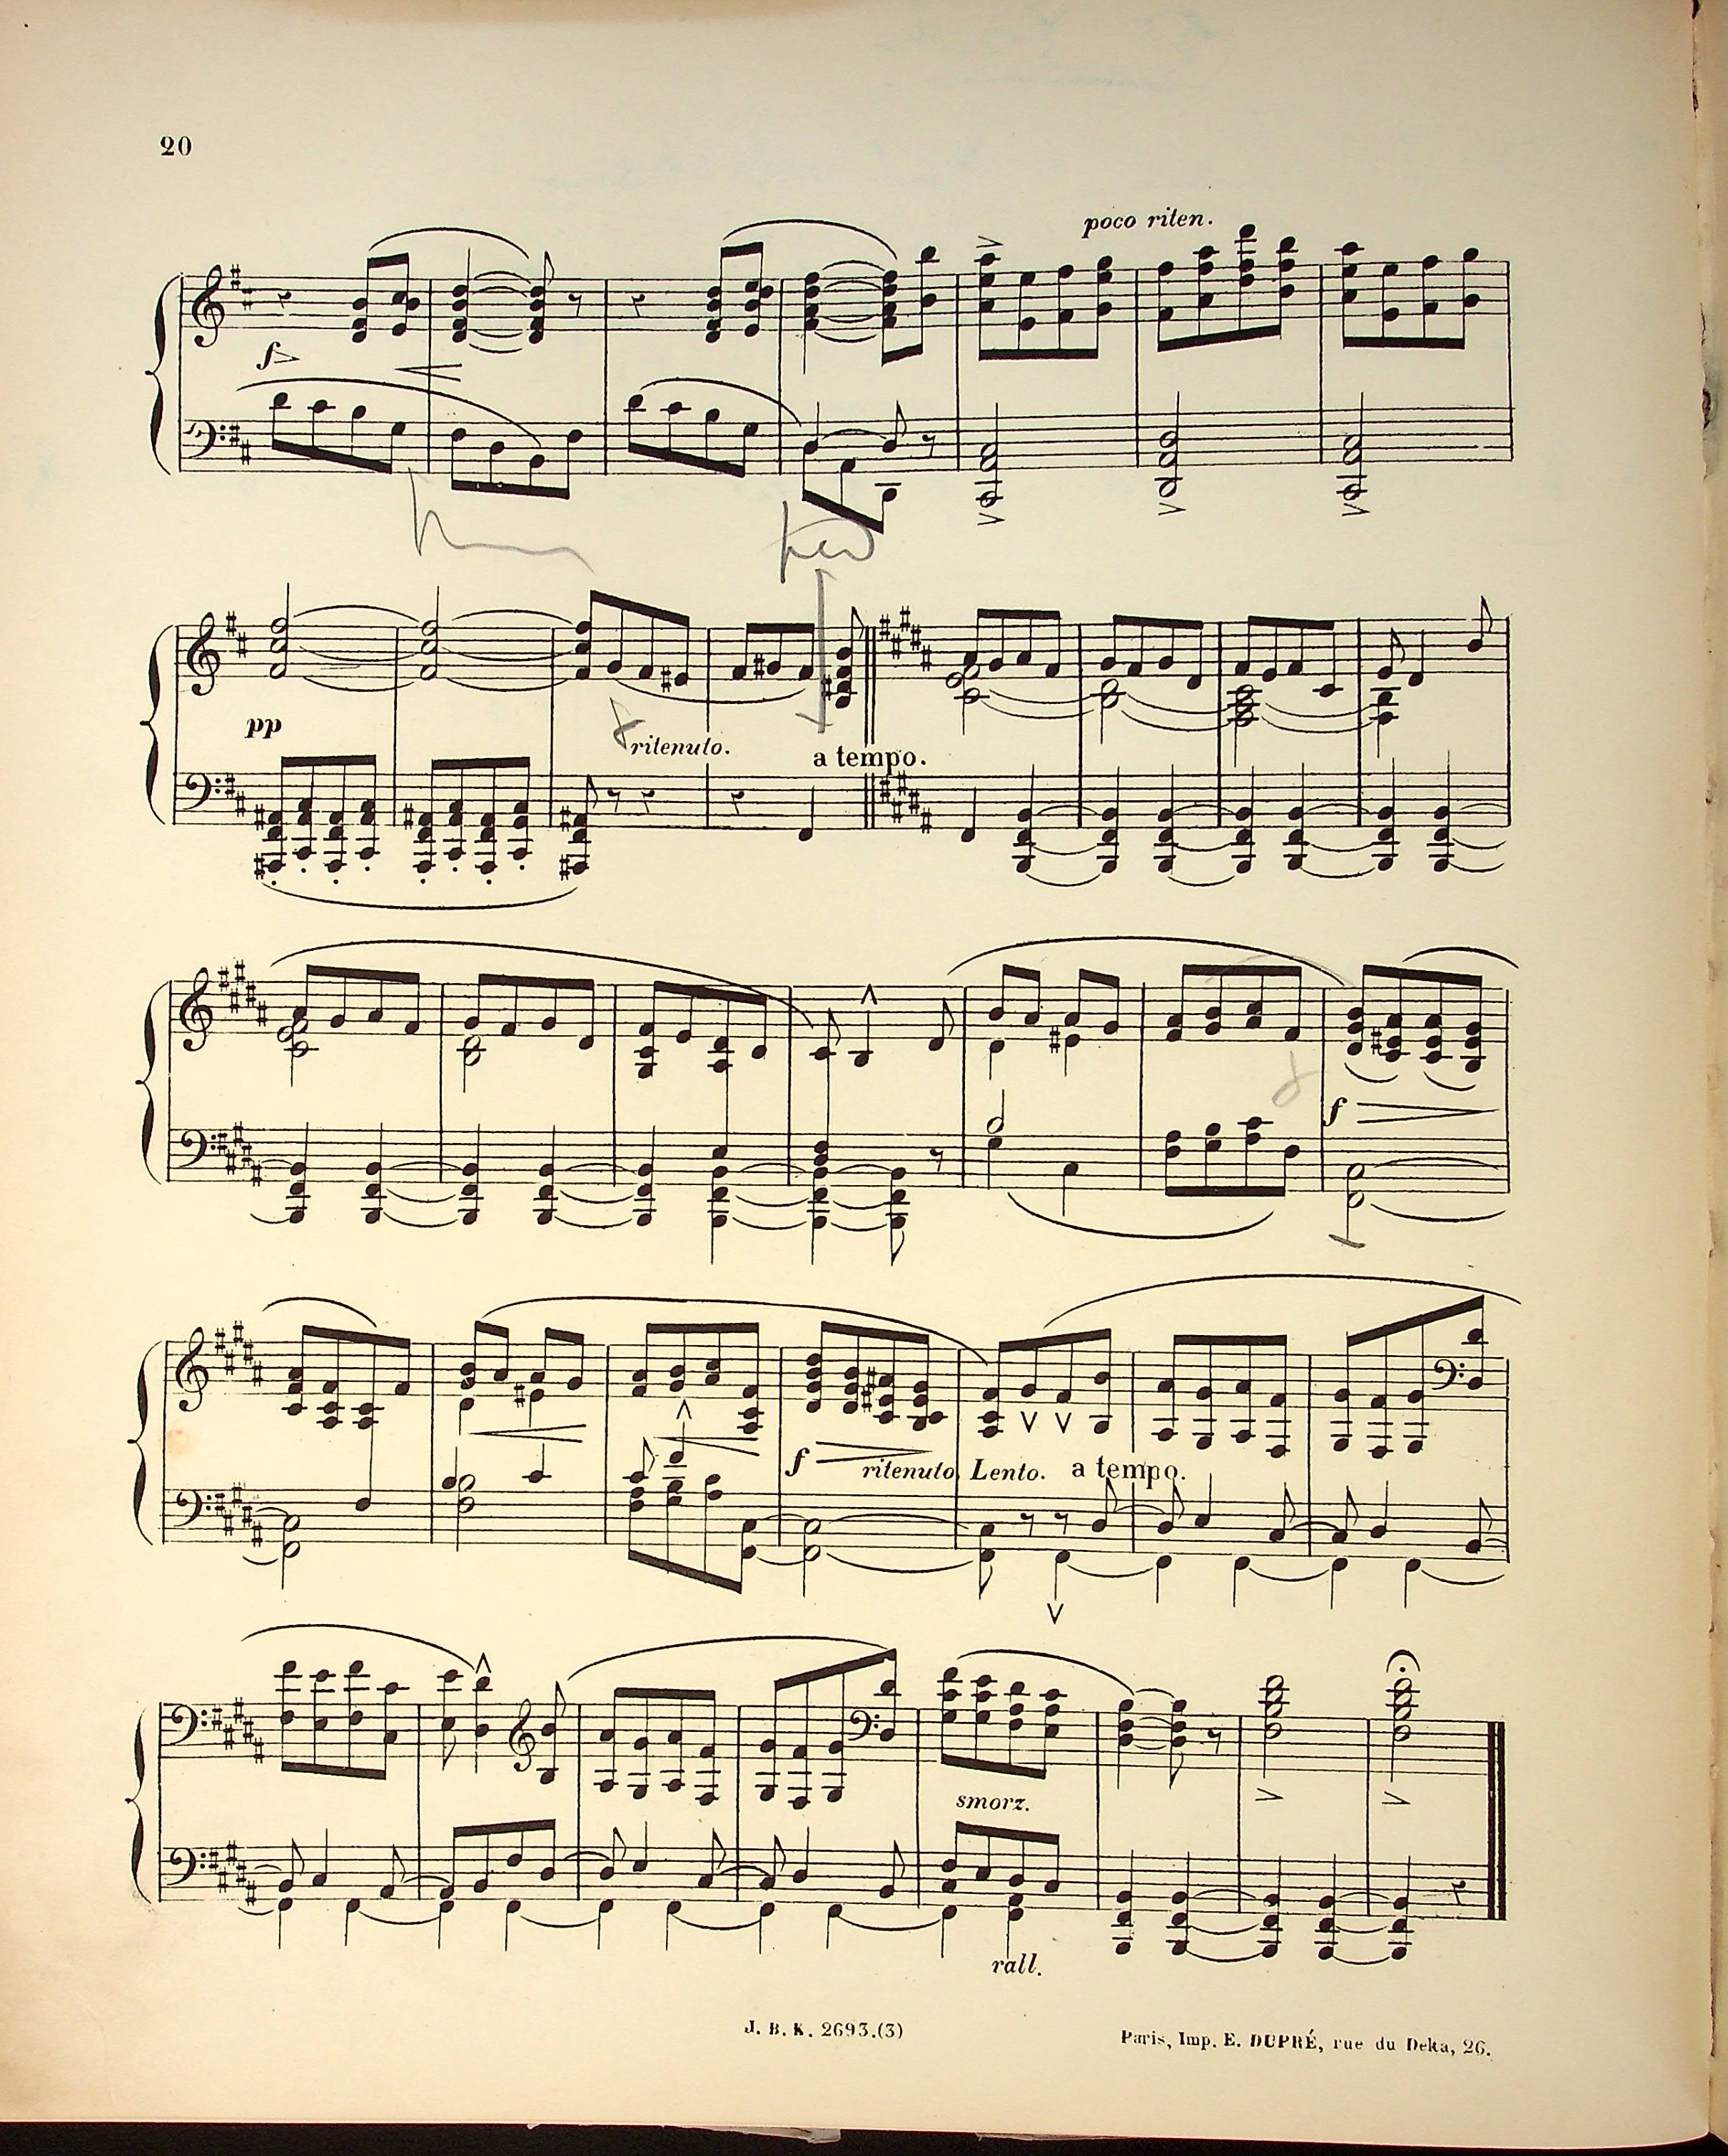 20
poco riten.
f
pp
ritenuto.
a tempo.
f
f
ritenuto
Lento.
a tempo.
smorz.
rall.
J. B. K. 2693.(3)
Paris, Imp. E. DUPRÉ, rue du Delta, 26.